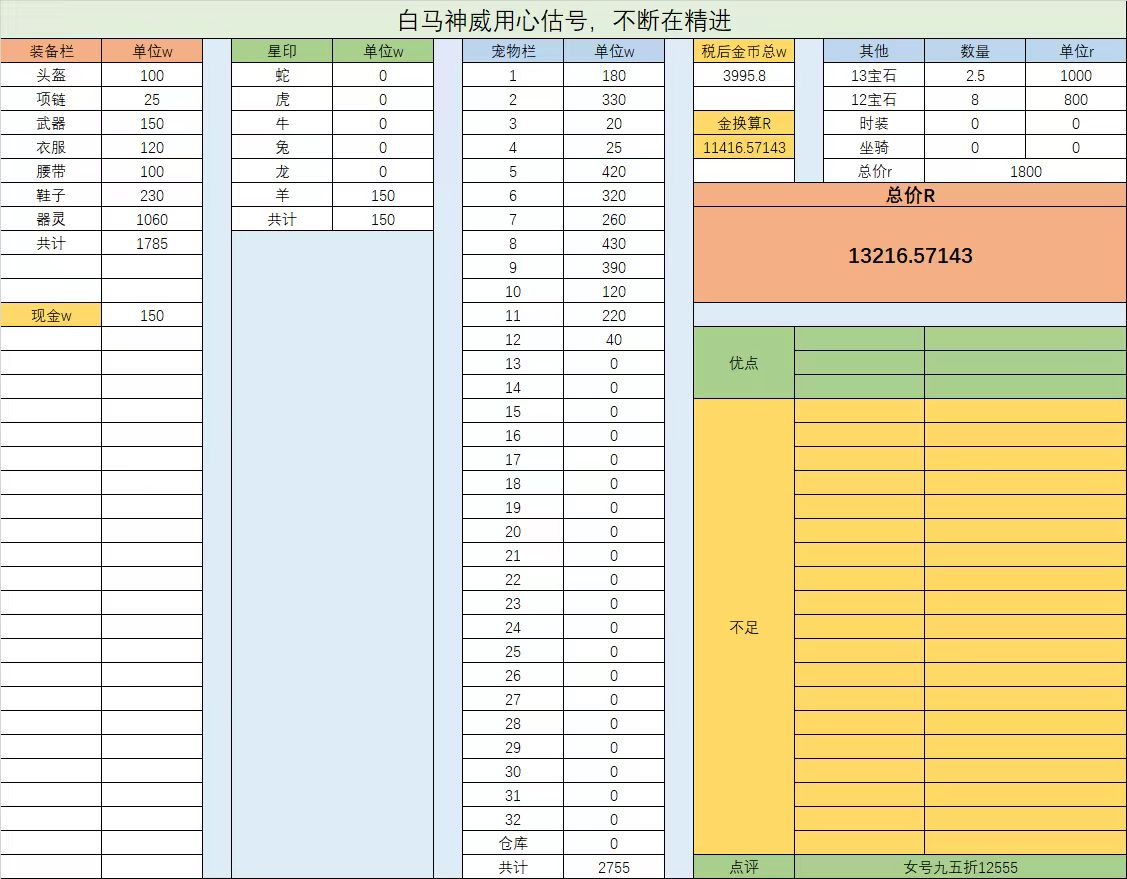 白马神威用心估号，不断在精进
装备栏 单位w 星印 单位w 宠物栏 单位w 税后金币总w 其他 数量 单位r
头盔 100 蛇 0 1 180 3995.8 13宝石 2.5 1000
项链 25 虎 0 2 330 12宝石 8 800
武器 150 牛 0 3 20 金换算R 时装 0 0
衣服 120 兔 0 4 25 11416.57143 坐骑 0 0
腰带 100 龙 0 5 420 总价r 1800
鞋子 230 羊 150 6 320 总价R
器灵 1060 共计 150 7 260
共计 1785 8 430 13216.57143
9 390
10 120
现金w 150 11 220
12 40
13 0 优点
14 0
15 0
16 0
17 0
18 0
19 0
20 0
21 0
22 0
23 0
24 0 不足
25 0
26 0
27 0
28 0
29 0
30 0
31 0
32 0
仓库 0
共计 2755 点评 女号九五折12555